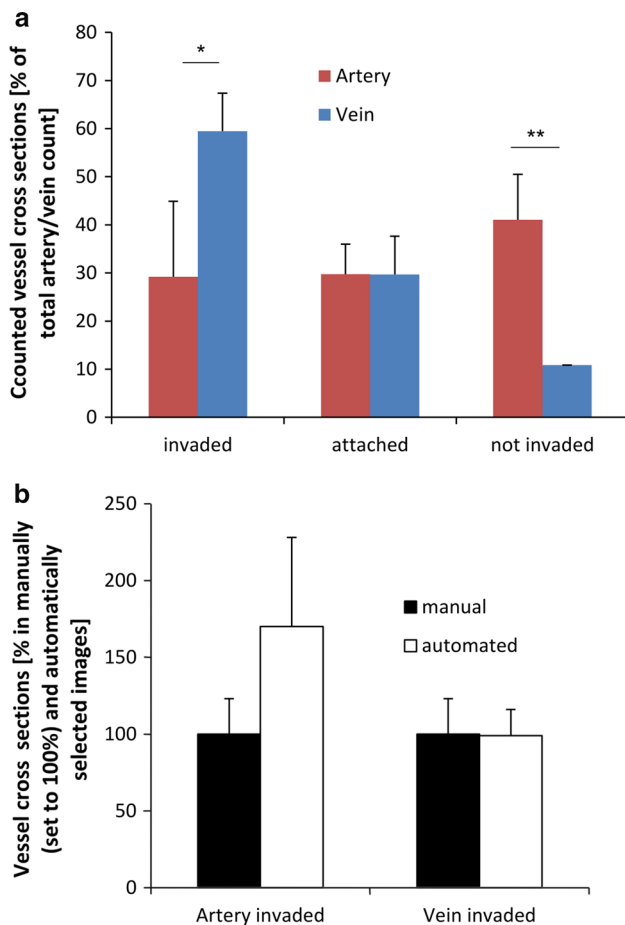 a
Ccounted vessel cross sections [% of
total artery/vein count]
80
70
60
50
40
30
20
10
0
*
**
Artery
Vein
invaded attached not invaded
b
Vessel cross sections [% in manually
(set to 100%) and automatically
selected images]
250
200
150
100
50
0
manual
automated
Artery invaded Vein invaded